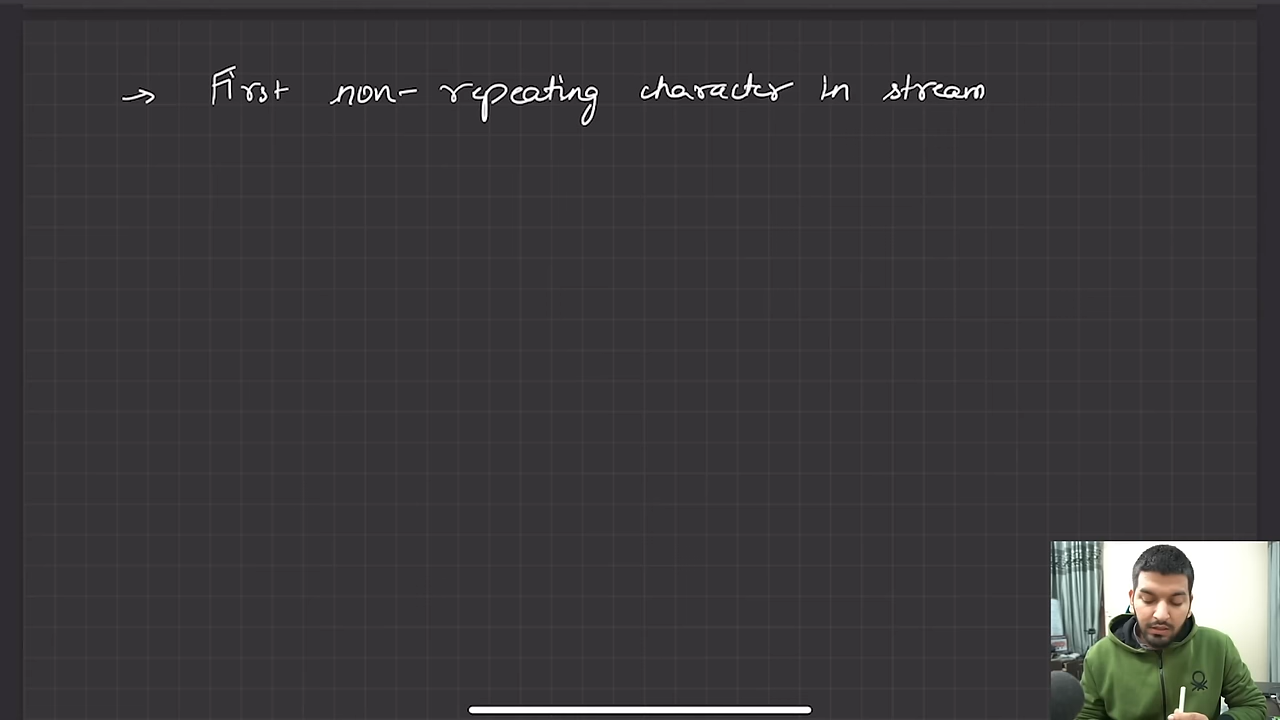 → First non-repeating character in stream